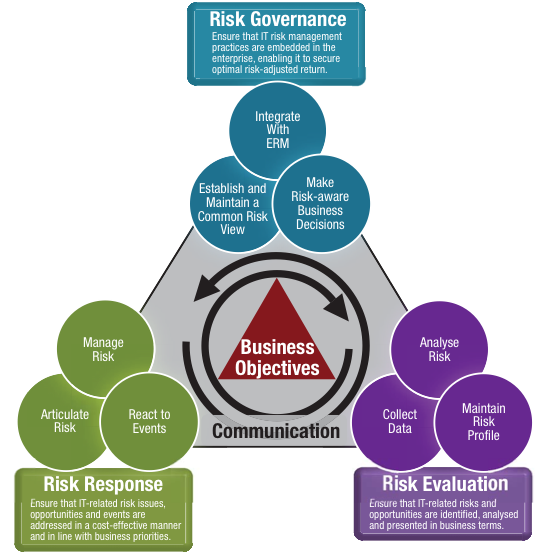 Risk Governance
Ensure that IT risk management
practices are embedded in the
enterprise, enabling it to secure
optimal risk-adjusted return.
Integrate
With
ERM
Establish and
Maintain a
Common Risk
View
Make
Risk-aware
Business
Decisions
Business
Objectives
Communication
Manage
Risk
Articulate
Risk
React to
Events
Risk Response
Ensure that IT-related risk issues,
opportunities and events are
addressed in a cost-effective manner
and in line with business priorities.
Analyse
Risk
Collect
Data
Maintain
Risk
Profile
Risk Evaluation
Ensure that IT-related risks and
opportunities are identified, analysed
and presented in business terms.